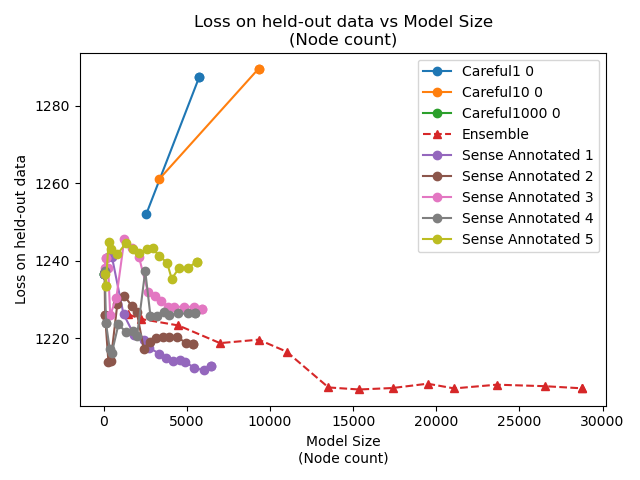 Loss on held-out data vs Model Size
(Node count)
Loss on held-out data
1280
1260
1240
1220
Careful1 0
Careful10 0
Careful1000 0
Ensemble
Sense Annotated 1
Sense Annotated 2
Sense Annotated 3
Sense Annotated 4
Sense Annotated 5
0 5000 10000 15000 20000 25000 30000
Model Size
(Node count)